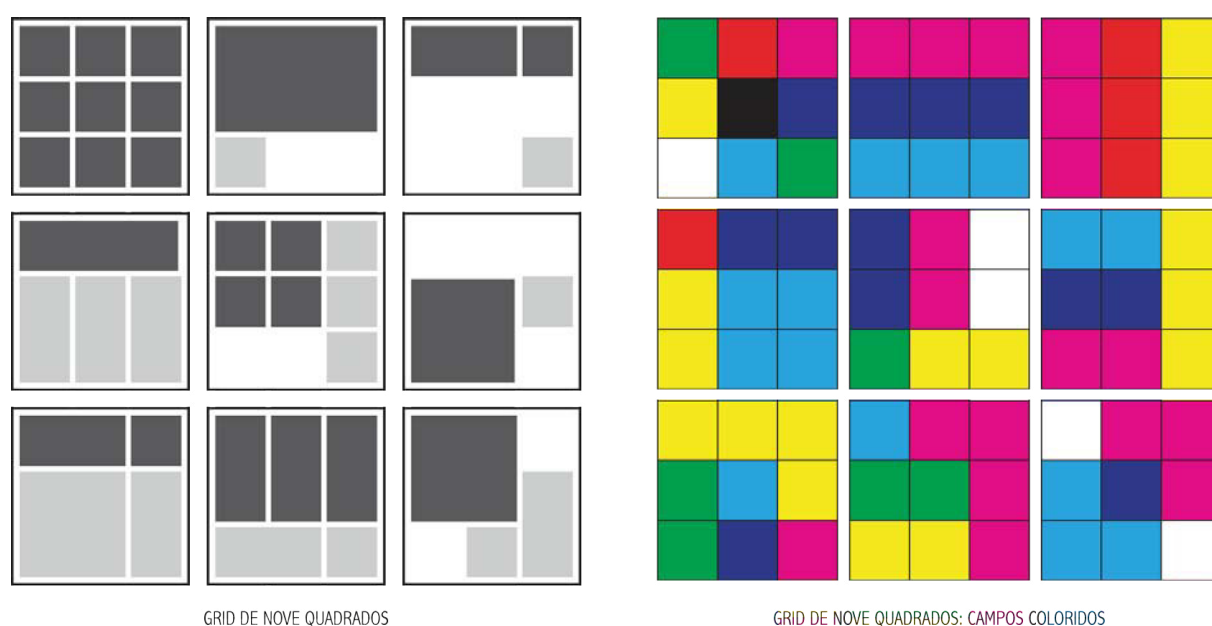 GRID DE NOVE QUADRADOS
GRID DE NOVE QUADRADOS: CAMPOS COLORIDOS